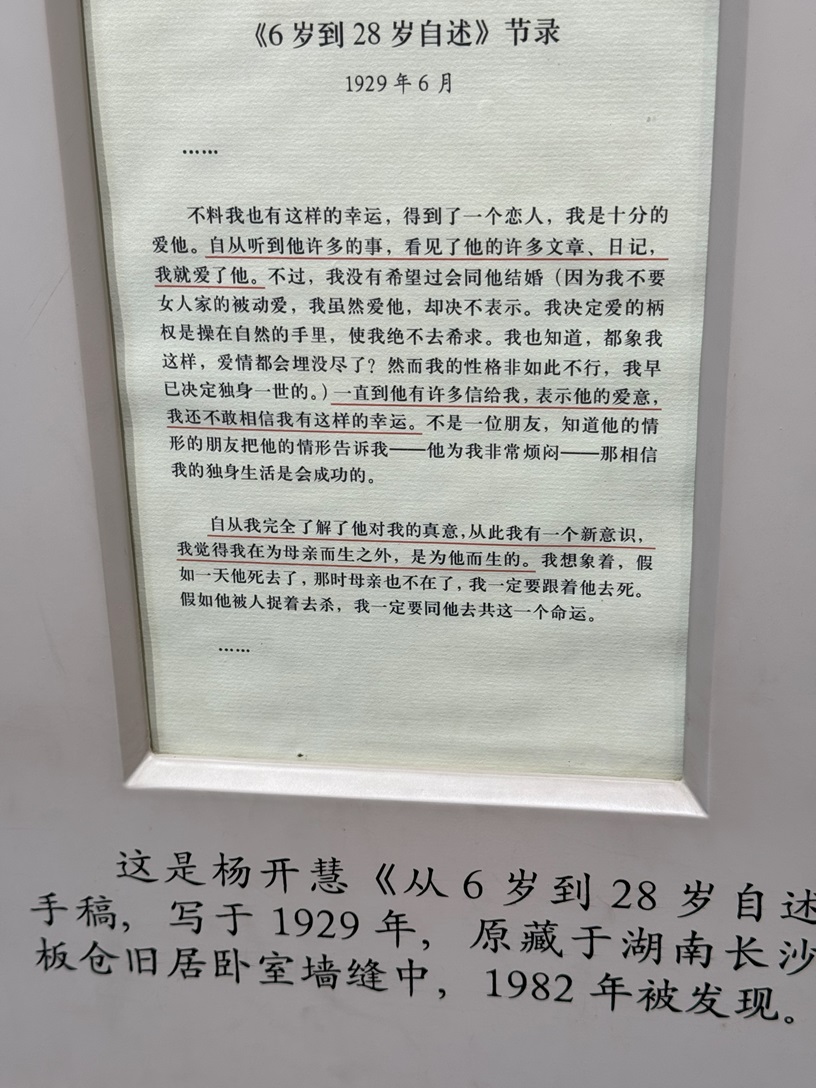 《6 岁到 28 岁自述》节录
1929 年 6 月
……
不料我也有这样的幸运，得到了一个恋人，我是十分的
爱他。自从听到他许多的事，看见了他的许多文章、日记，
我就爱了他。不过，我没有希望过会同他结婚（因为我不要
女人家的被动爱，我虽然爱他，却决不表示。我决定爱的柄
权是操在自然的手里，使我绝不去希求。我也知道，都象我
这样，爱情都会埋没尽了？然而我的性格非如此不行，我早
已决定独身一世的。）一直到他有许多信给我，表示他的爱意，
我还不敢相信我有这样的幸运。不是一位朋友，知道他的情
形的朋友把他的情形告诉我——他为我非常烦闷——那相信
我的独身生活是会成功的。
自从我完全了解了他对我的真意，从此我有一个新意识，
我觉得我在为母亲而生之外，是为他而生的。我想象着，假
如一天他死去了，那时母亲也不在了，我一定要跟着他去死。
假如他被人捉着去杀，我一定要同他去共这一个命运。
……
这是杨开慧《从 6 岁到 28 岁自述
手稿，写于 1929 年，原藏于湖南长沙
板仓旧居卧室墙缝中，1982 年被发现。